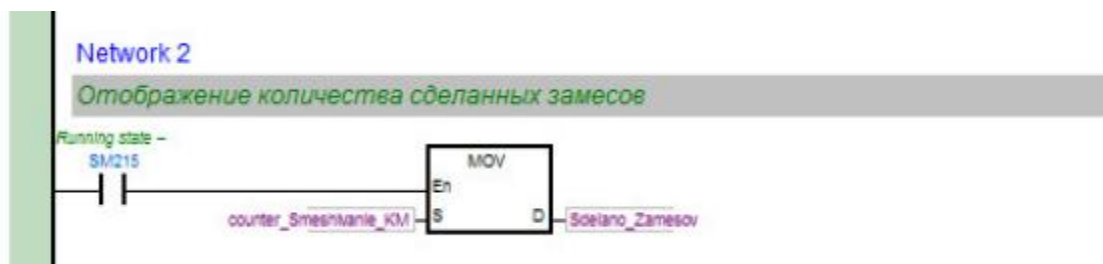 Network 2
Отображение количества сделанных замесов
Running state –
SM215
MOV
En
counter_Smeshivanie_KM
S
D
Sdelano_Zamesov